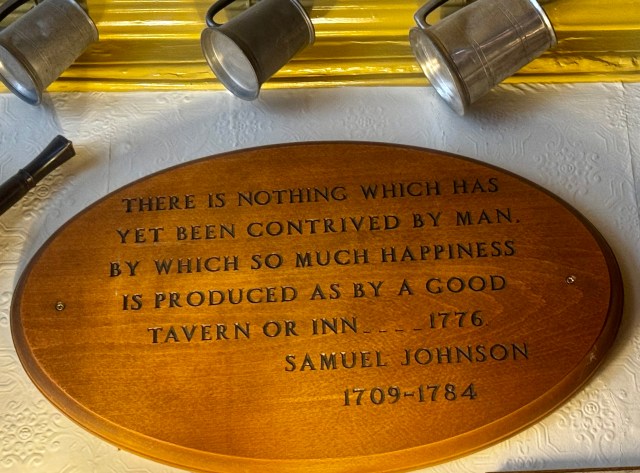 THERE IS NOTHING WHICH HAS
YET BEEN CONTRIVED BY MAN.
BY WHICH SO MUCH HAPPINESS
IS PRODUCED AS BY A GOOD
TAVERN OR INN____1776.
SAMUEL JOHNSON
1709-1784